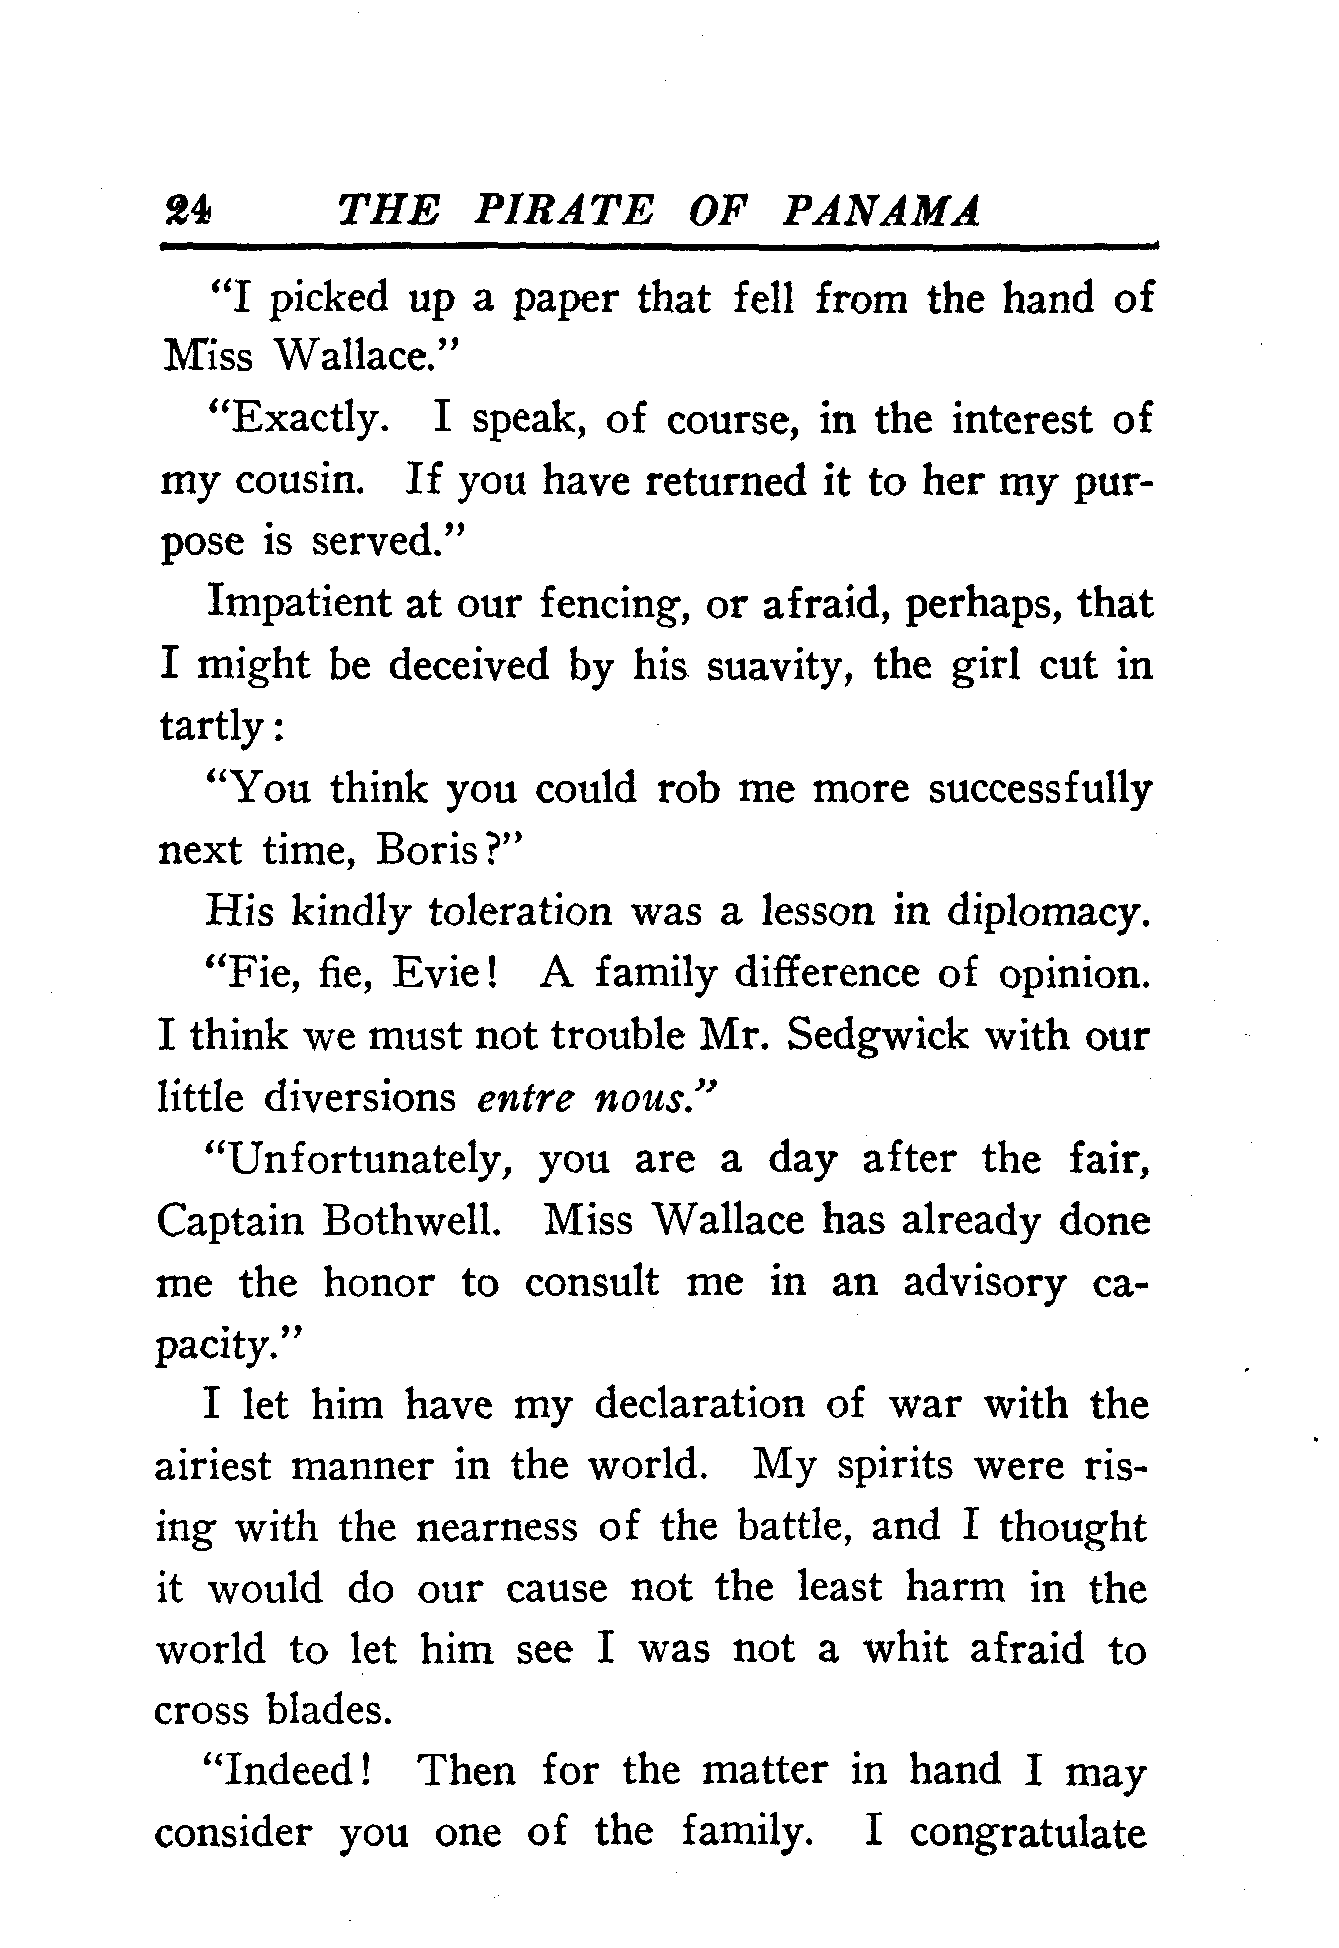 24 THE PIRATE OF PANAMA
"I picked up a paper that fell from the hand of
Miss Wallace."
"Exactly. I speak, of course, in the interest of
my cousin. If you have returned it to her my pur-
pose is served."
Impatient at our fencing, or afraid, perhaps, that
I might be deceived by his suavity, the girl cut in
tartly:
"You think you could rob me more successfully
next time, Boris?"
His kindly toleration was a lesson in diplomacy.
"Fie, fie, Evie! A family difference of opinion.
I think we must not trouble Mr. Sedgwick with our
little diversions entre nous."
"Unfortunately, you are a day after the fair,
Captain Bothwell. Miss Wallace has already done
me the honor to consult me in an advisory ca-
pacity."
I let him have my declaration of war with the
airiest manner in the world. My spirits were ris-
ing with the nearness of the battle, and I thought
it would do our cause not the least harm in the
world to let him see I was not a whit afraid to
cross blades.
"Indeed! Then for the matter in hand I may
consider you one of the family. I congratulate